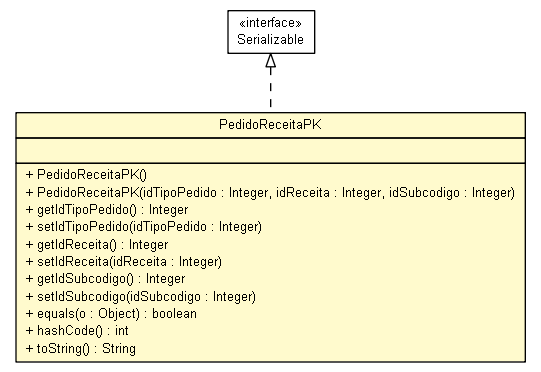 «interface»
Serializable
PedidoReceitaPK
+ PedidoReceitaPK()
+ PedidoReceitaPK(idTipoPedido : Integer, idReceita : Integer, idSubcodigo : Integer)
+ getIdTipoPedido() : Integer
+ setIdTipoPedido(idTipoPedido : Integer)
+ getIdReceita() : Integer
+ setIdReceita(idReceita : Integer)
+ getIdSubcodigo() : Integer
+ setIdSubcodigo(idSubcodigo : Integer)
+ equals(o : Object) : boolean
+ hashCode() : int
+ toString() : String